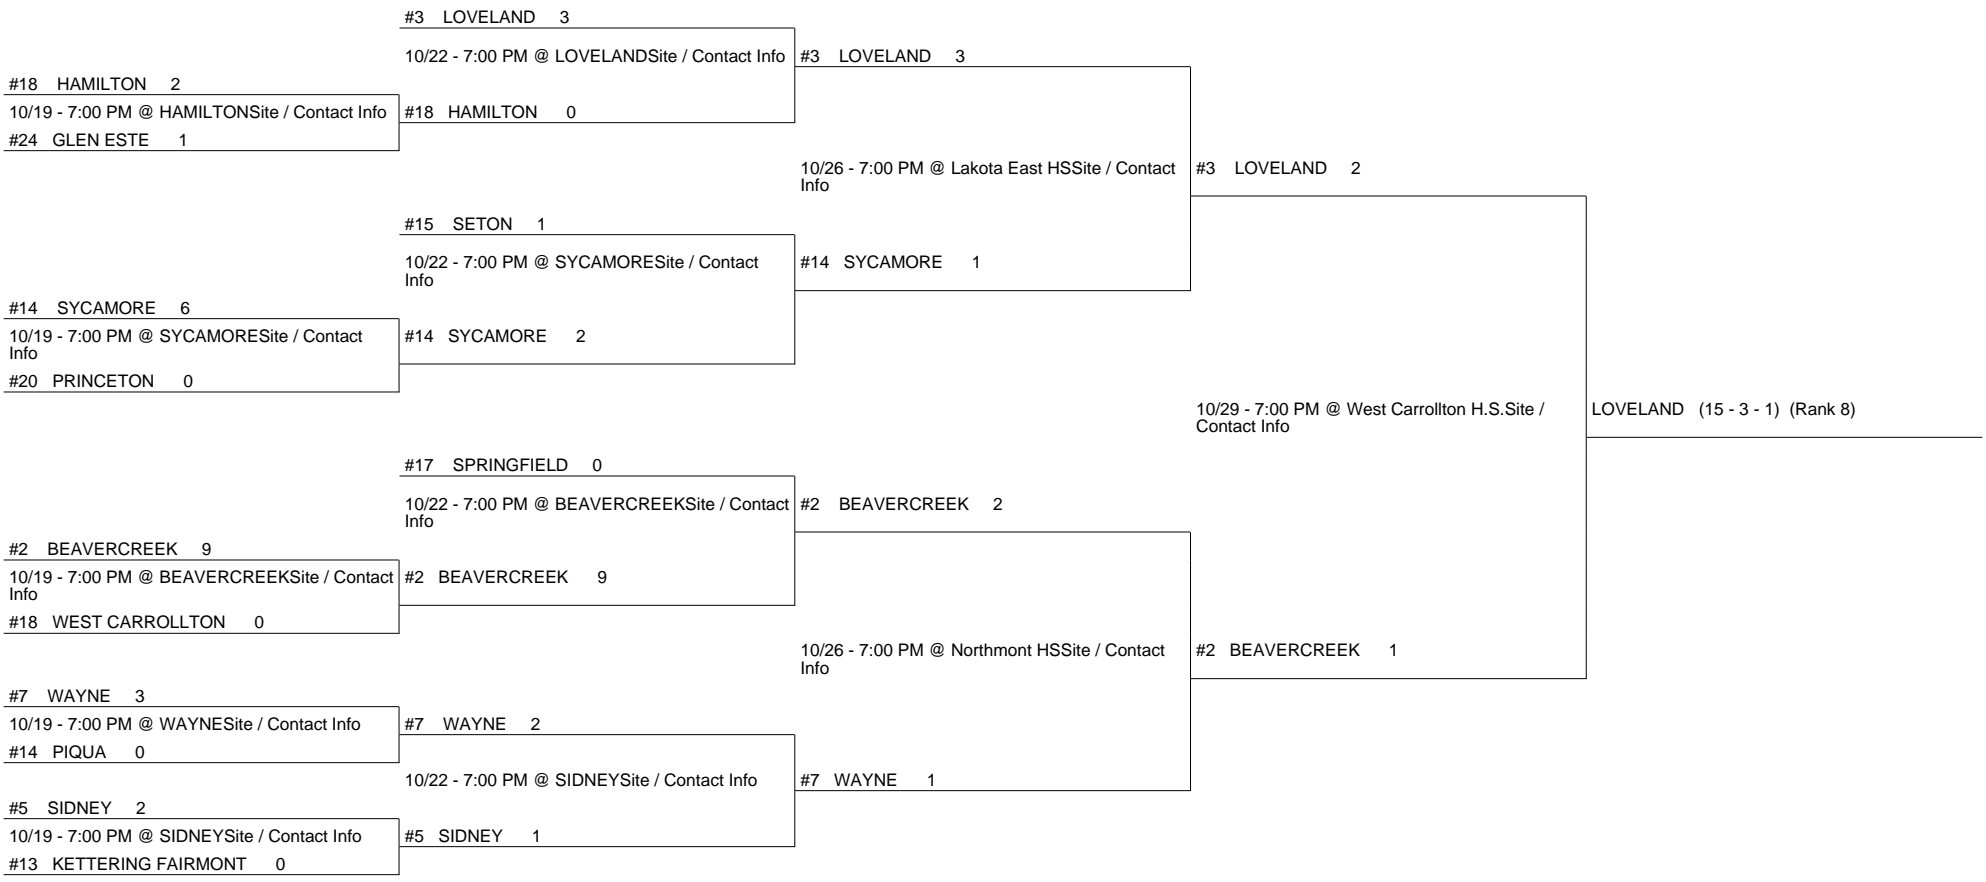 #3 LOVELAND 3
10/22 - 7:00 PM @ LOVELANDSite / Contact Info
#3 LOVELAND 3
#18 HAMILTON 2
10/19 - 7:00 PM @ HAMILTONSite / Contact Info
#18 HAMILTON 0
#24 GLEN ESTE 1
10/26 - 7:00 PM @ Lakota East HSSite / Contact
Info
#3 LOVELAND 2
#15 SETON 1
10/22 - 7:00 PM @ SYCAMORESite / Contact
Info
#14 SYCAMORE 1
#14 SYCAMORE 6
10/19 - 7:00 PM @ SYCAMORESite / Contact
Info
#14 SYCAMORE 2
#20 PRINCETON 0
10/29 - 7:00 PM @ West Carrollton H.S.Site /
Contact Info
LOVELAND (15 - 3 - 1) (Rank 8)
#17 SPRINGFIELD 0
10/22 - 7:00 PM @ BEAVERCREEKSite / Contact
Info
#2 BEAVERCREEK 2
#2 BEAVERCREEK 9
10/19 - 7:00 PM @ BEAVERCREEKSite / Contact
Info
#2 BEAVERCREEK 9
#18 WEST CARROLLTON 0
10/26 - 7:00 PM @ Northmont HSSite / Contact
Info
#2 BEAVERCREEK 1
#7 WAYNE 3
10/19 - 7:00 PM @ WAYNESite / Contact Info
#7 WAYNE 2
#14 PIQUA 0
10/22 - 7:00 PM @ SIDNEYSite / Contact Info
#7 WAYNE 1
#5 SIDNEY 2
10/19 - 7:00 PM @ SIDNEYSite / Contact Info
#5 SIDNEY 1
#13 KETTERING FAIRMONT 0